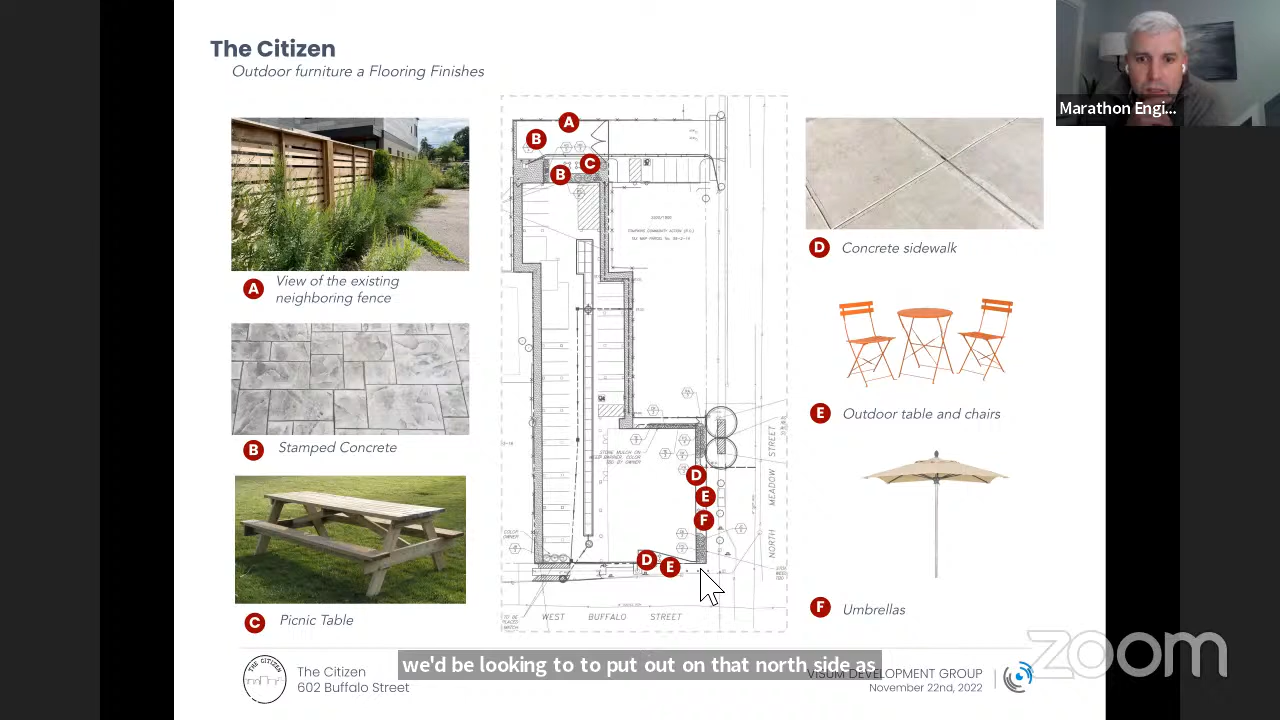 The Citizen
Outdoor furniture a Flooring Finishes
Marathon Engi...
A
View of the existing
neighboring fence
B
Stamped Concrete
C
Picnic Table
A
B
C
B
D
E
F
D
E
NORTH MEADOW STREET
WEST BUFFALO STREET
D
Concrete sidewalk
E
Outdoor table and chairs
F
Umbrellas
we'd be looking to to put out on that north side as
THE CITIZEN
The Citizen
602 Buffalo Street
VISUM DEVELOPMENT GROUP
November 22nd, 2022
zoom